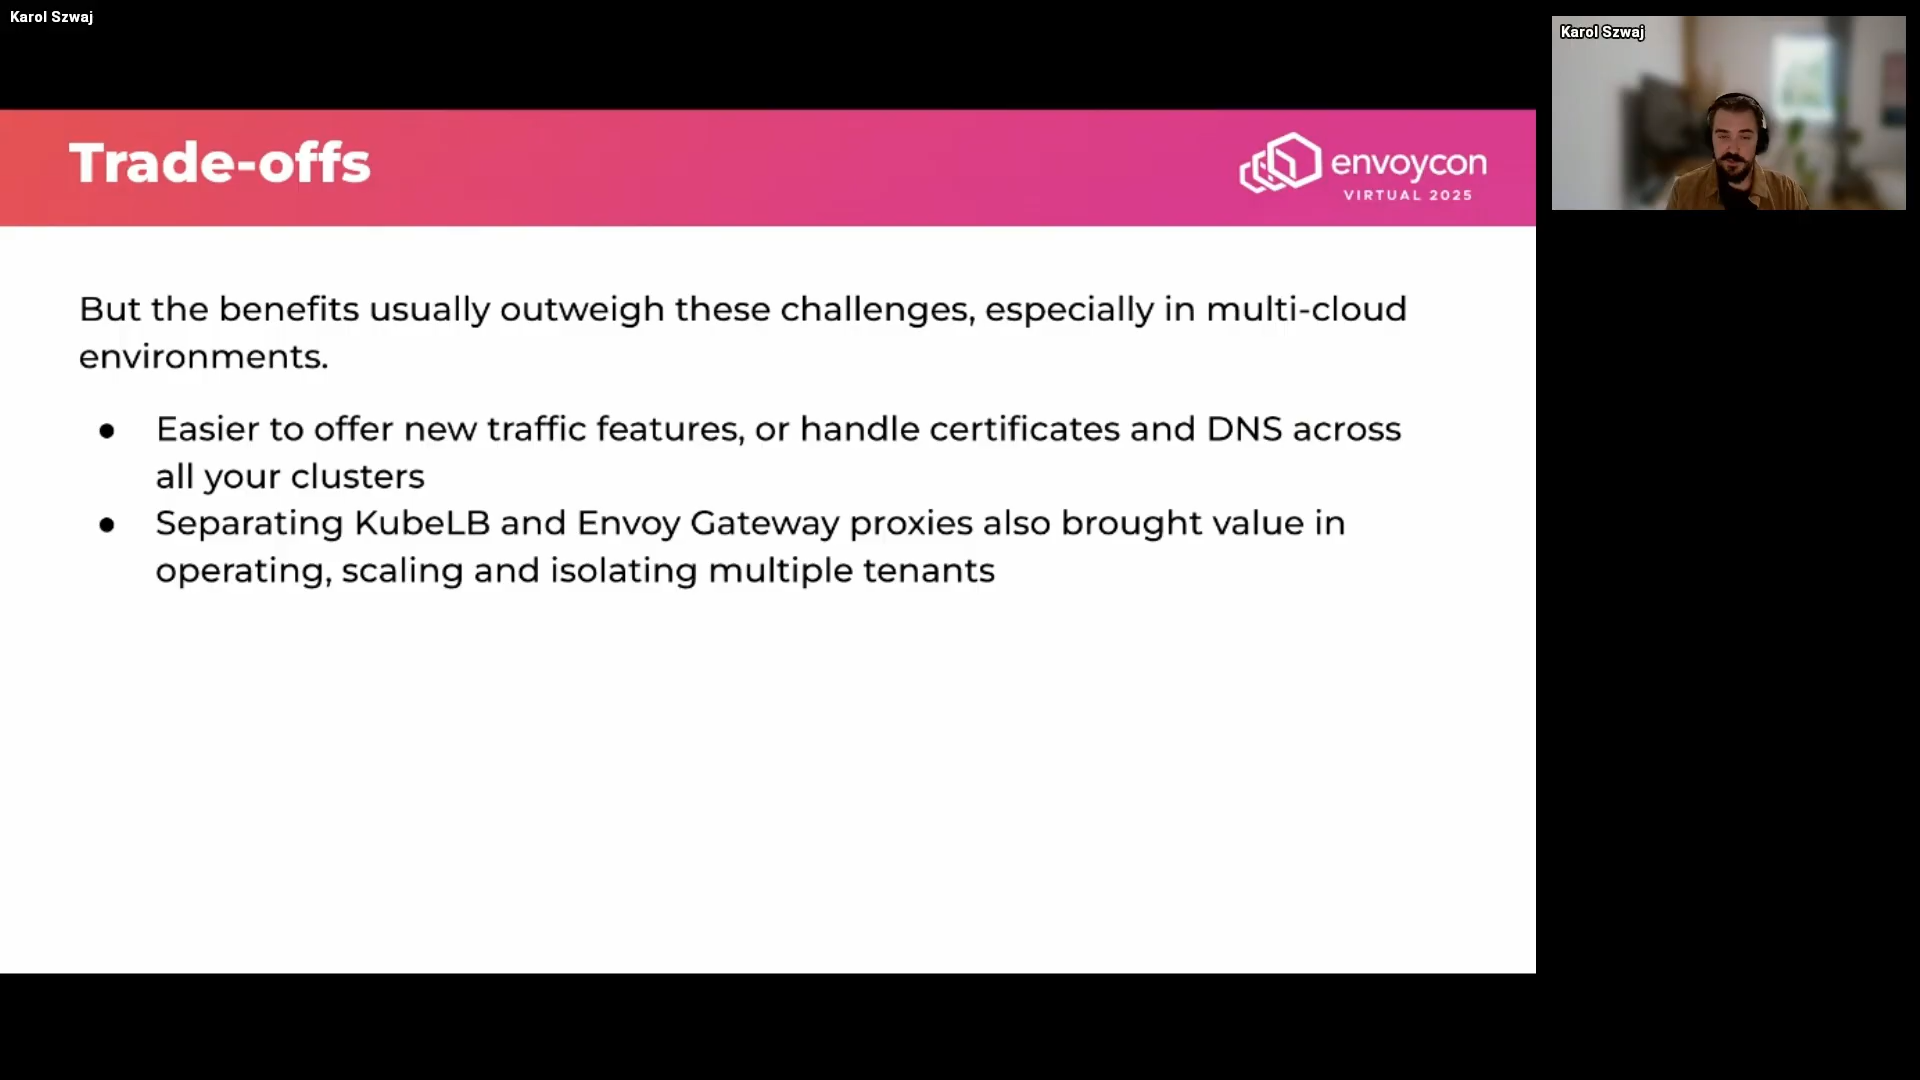 Karol Szwaj
Karol Szwaj
Trade-offs
envoycon
VIRTUAL 2025
But the benefits usually outweigh these challenges, especially in multi-cloud
environments.
● Easier to offer new traffic features, or handle certificates and DNS across
all your clusters
● Separating KubeLB and Envoy Gateway proxies also brought value in
operating, scaling and isolating multiple tenants